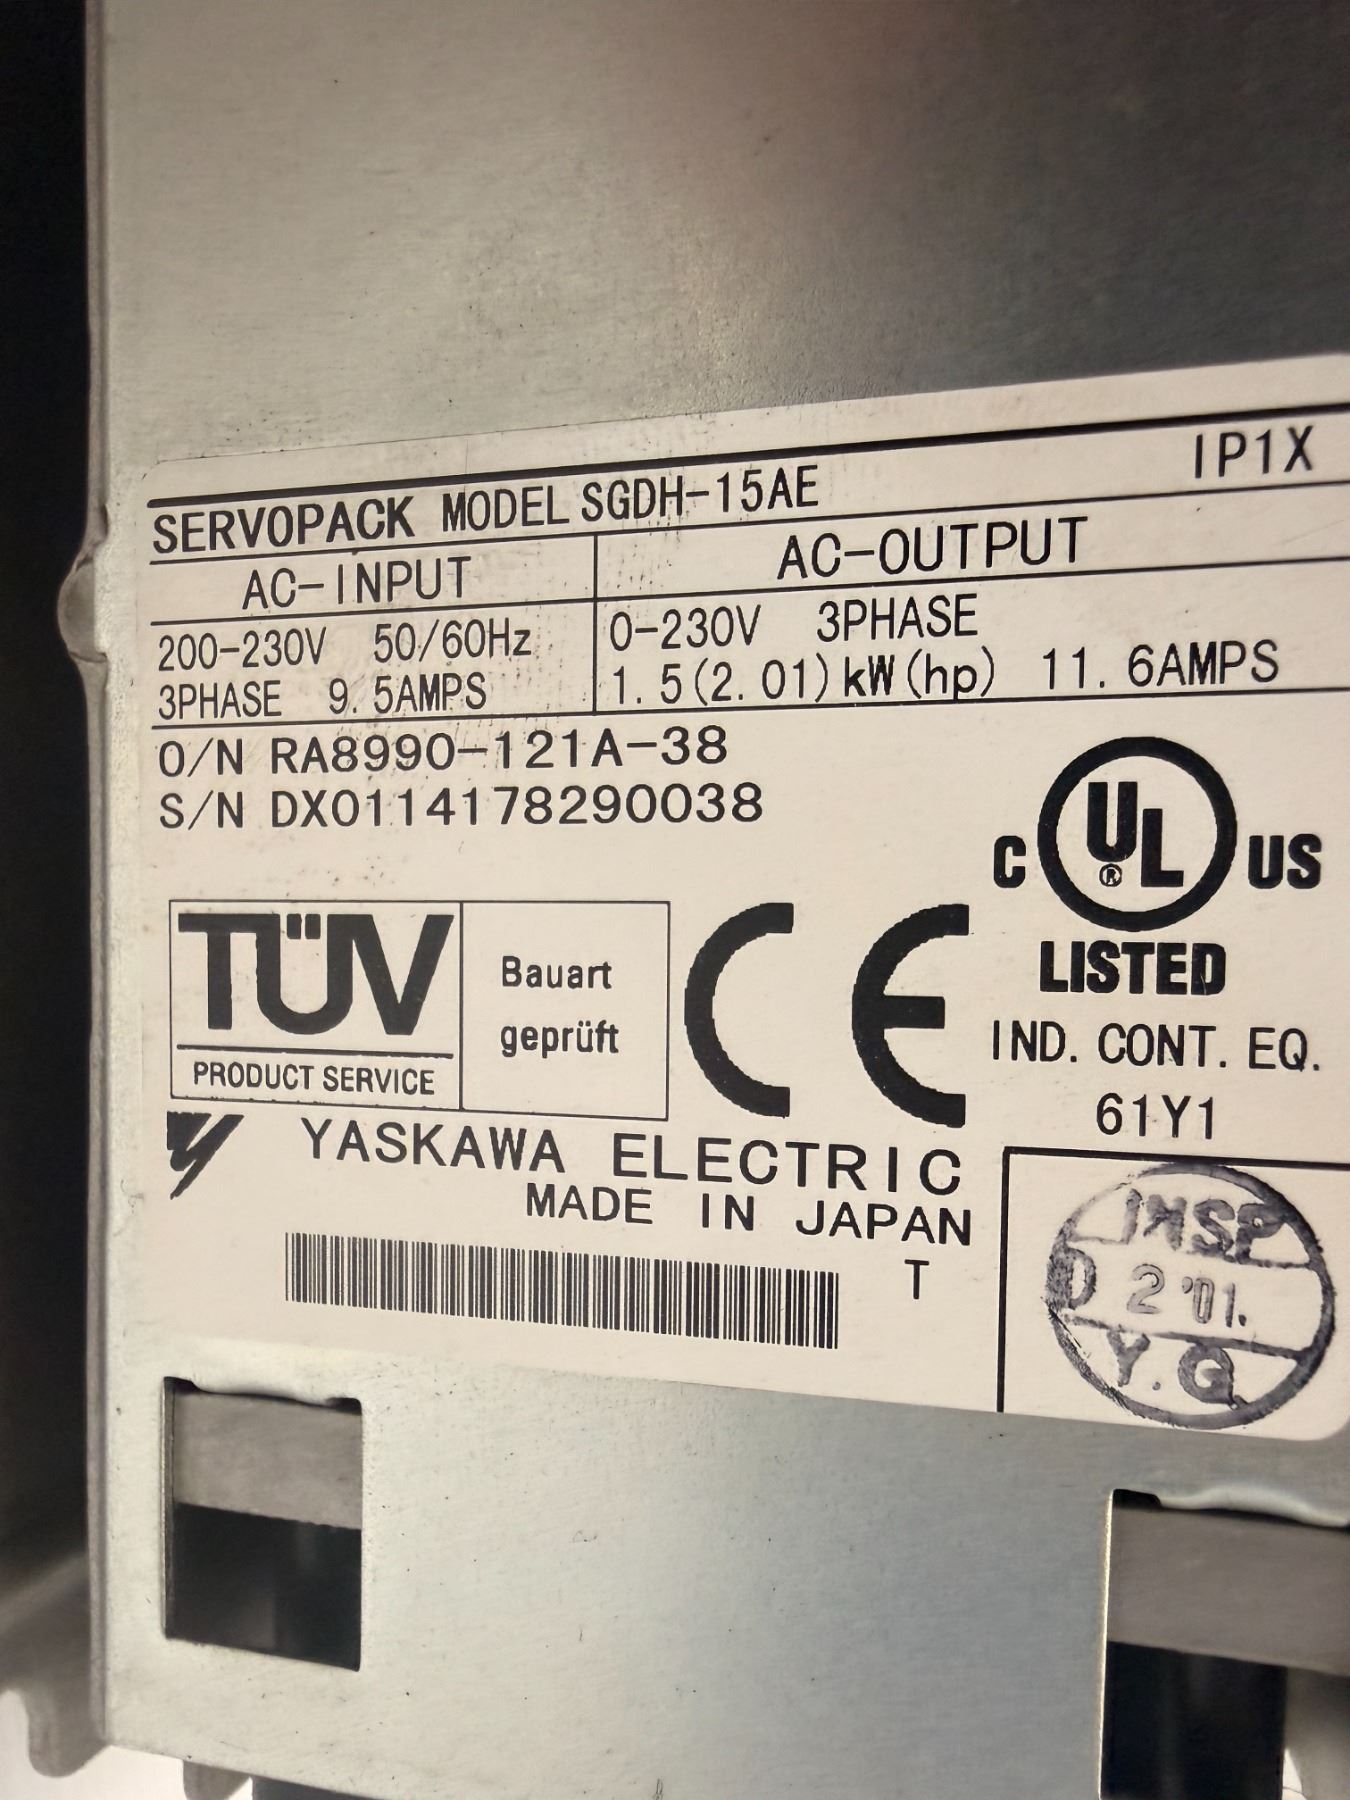 SERVOPACK MODEL SGDH-15AE IP1X
AC-INPUT AC-OUTPUT
200-230V 50/60Hz 0-230V 3PHASE
3PHASE 9.5AMPS 1.5(2.01)kW(hp) 11.6AMPS
O/N RA8990-121A-38
S/N DX0114178290038
C UL® US
LISTED
IND. CONT. EQ.
61Y1
TÜV
PRODUCT SERVICE
Bauart
geprüft
CE
YASKAWA ELECTRIC
MADE IN JAPAN
T
INSP
D 2 '01.
Y.G.